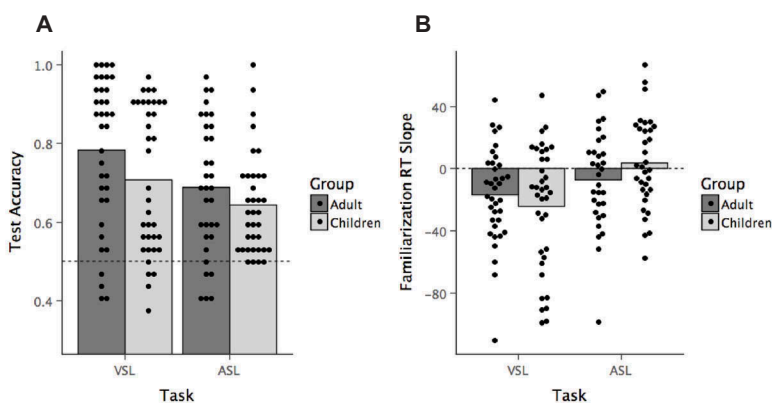 A
Test Accuracy
1.0
0.8
0.6
0.4
VSL
ASL
Task
Group
Adult
Children
B
Familiarization RT Slope
40
0
-40
-80
VSL
ASL
Task
Group
Adult
Children